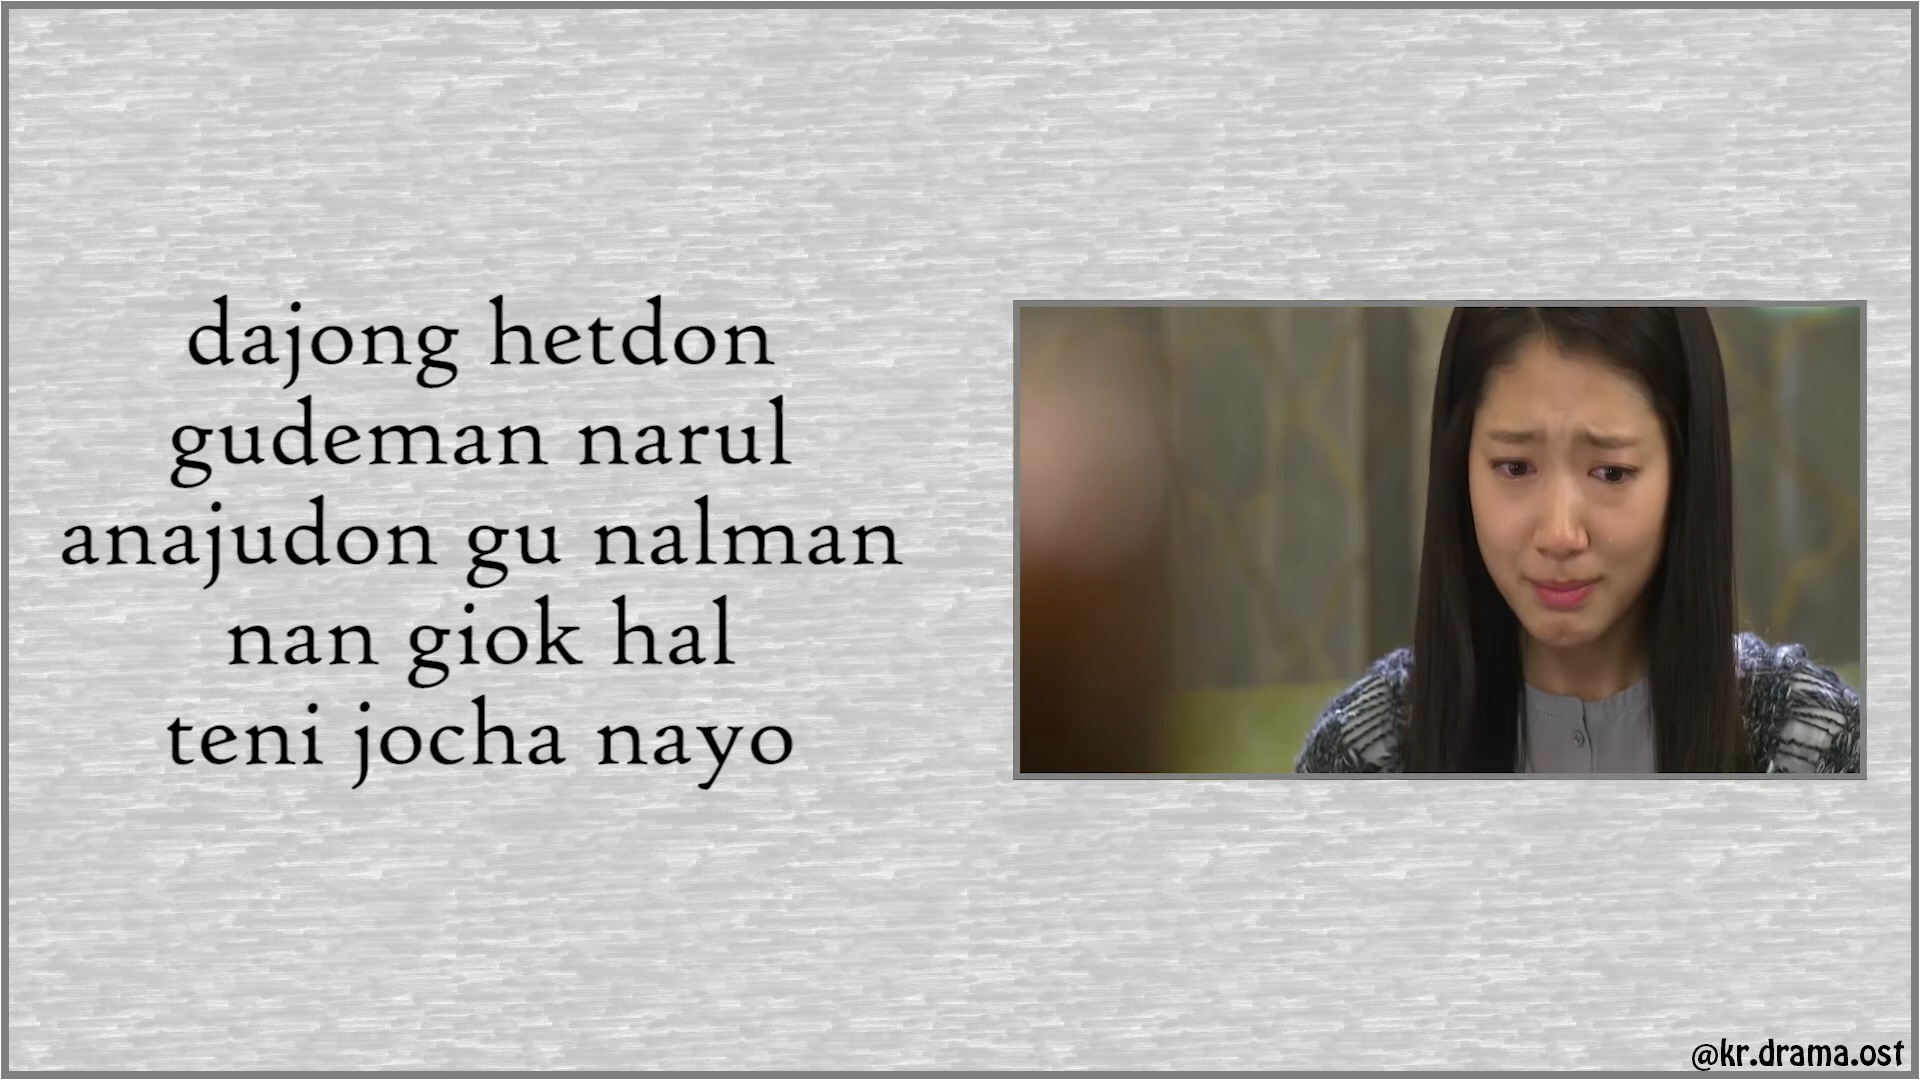 dajong hetdon
gudeman narul
anajudon gu nalman
nan giok hal
teni jocha nayo
@kr.drama.ost